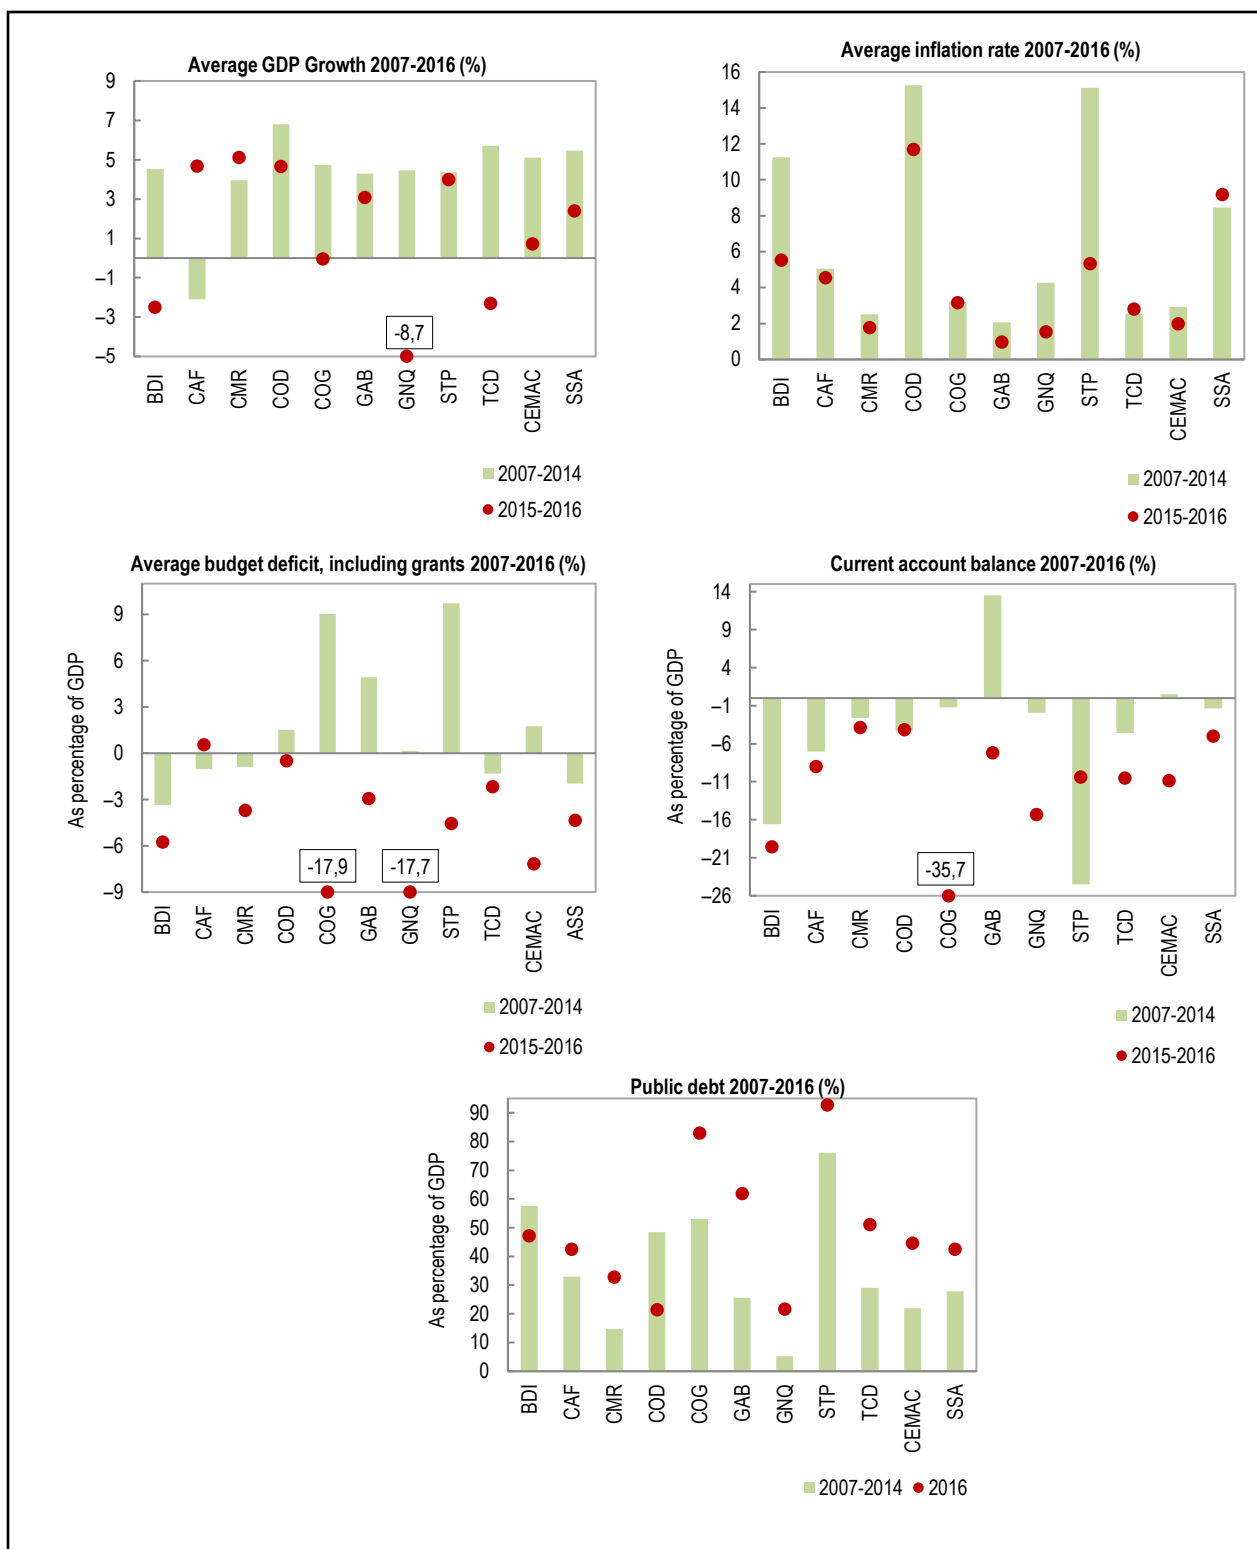 Average GDP Growth 2007-2016 (%)
9
7
5
3
1
–1
–3
–5
-8,7
BDI
CAF
CMR
COD
COG
GAB
GNQ
STP
TCD
CEMAC
SSA
2007-2014
2015-2016
Average inflation rate 2007-2016 (%)
16
14
12
10
8
6
4
2
0
BDI
CAF
CMR
COD
COG
GAB
GNQ
STP
TCD
CEMAC
SSA
2007-2014
2015-2016
Average budget deficit, including grants 2007-2016 (%)
As percentage of GDP
9
6
3
0
–3
–6
–9
-17,9
-17,7
BDI
CAF
CMR
COD
COG
GAB
GNQ
STP
TCD
CEMAC
ASS
2007-2014
2015-2016
Current account balance 2007-2016 (%)
As percentage of GDP
14
9
4
–1
–6
–11
–16
–21
–26
-35,7
BDI
CAF
CMR
COD
COG
GAB
GNQ
STP
TCD
CEMAC
SSA
2007-2014
2015-2016
Public debt 2007-2016 (%)
As percentage of GDP
90
80
70
60
50
40
30
20
10
0
BDI
CAF
CMR
COD
COG
GAB
GNQ
STP
TCD
CEMAC
SSA
2007-2014 2016